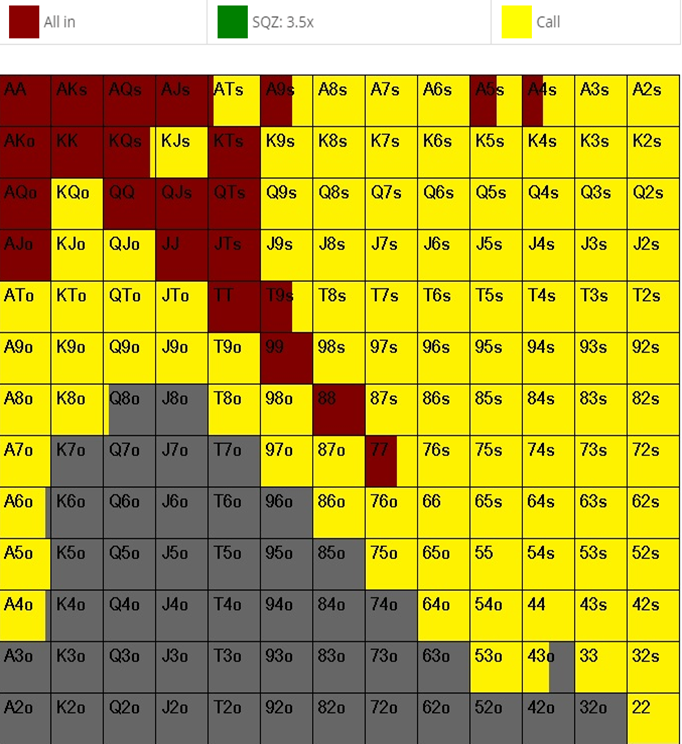 All in SQZ: 3.5x Call
AA AKs AQs AJs ATs A9s A8s A7s A6s A5s A4s A3s A2s
AKo KK KQs KJs KTs K9s K8s K7s K6s K5s K4s K3s K2s
AQo KQo QQ QJs QTs Q9s Q8s Q7s Q6s Q5s Q4s Q3s Q2s
AJo KJo QJo JJ JTs J9s J8s J7s J6s J5s J4s J3s J2s
ATo KTo QTo JTo TT T9s T8s T7s T6s T5s T4s T3s T2s
A9o K9o Q9o J9o T9o 99 98s 97s 96s 95s 94s 93s 92s
A8o K8o Q8o J8o T8o 98o 88 87s 86s 85s 84s 83s 82s
A7o K7o Q7o J7o T7o 97o 87o 77 76s 75s 74s 73s 72s
A6o K6o Q6o J6o T6o 96o 86o 76o 66 65s 64s 63s 62s
A5o K5o Q5o J5o T5o 95o 85o 75o 65o 55 54s 53s 52s
A4o K4o Q4o J4o T4o 94o 84o 74o 64o 54o 44 43s 42s
A3o K3o Q3o J3o T3o 93o 83o 73o 63o 53o 43o 33 32s
A2o K2o Q2o J2o T2o 92o 82o 72o 62o 52o 42o 32o 22